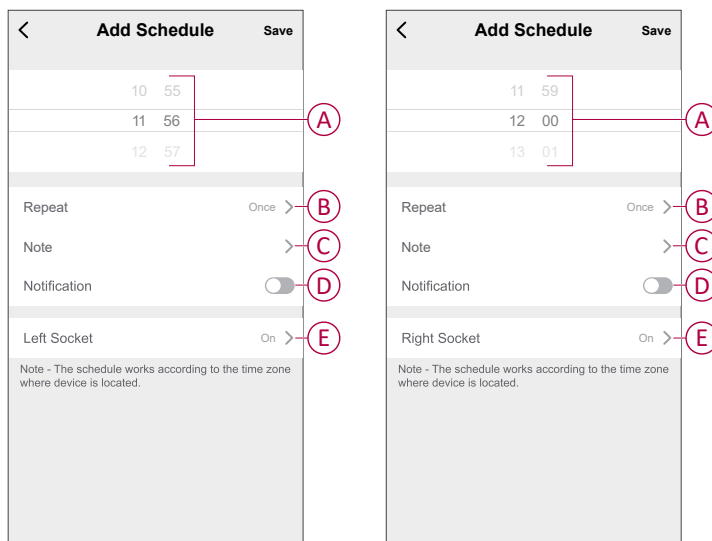 Add Schedule Save
10 55
11 56
12 57
A
Repeat Once
B
Note
C
Notification
D
Left Socket On
E
Note - The schedule works according to the time zone
where device is located.
Add Schedule Save
11 59
12 00
13 01
A
Repeat Once
B
Note
C
Notification
D
Right Socket On
E
Note - The schedule works according to the time zone
where device is located.